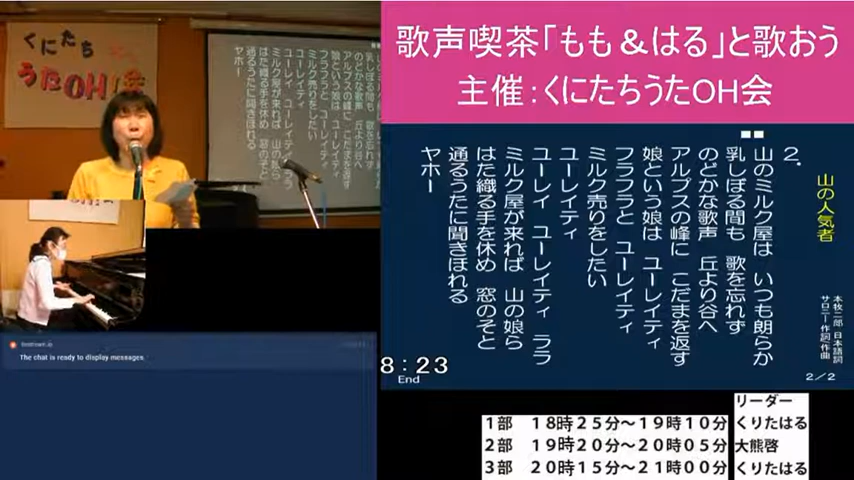 くにたち
うたOH!会
歌声喫茶「もも＆はる」と歌おう
主催：くにたちうたOH会
山の人気者
本牧二郎 日本語詞
サロニー作詞・作曲
2．
山のミルク屋は　いつも朗らか
乳しぼる間も　歌を忘れず
のどかな歌声　丘より谷へ
アルプスの峰に　こだまを返す
娘という娘は　ユーレイティ
フラフラと　ユーレイティ
ミルク売りをしたい
ユーレイティ
ユーレイ　ユーレイティ　ララ
ミルク屋が来れば　山の娘ら
はた織る手を休め　窓のそと
通るうたに聞きほれる
ヤホー
2／2
The chat is ready to display messages.
8：23
End
リーダー
1部　18時25分～19時10分　くりたはる
2部　19時20分～20時05分　大熊啓
3部　20時15分～21時00分　くりたはる